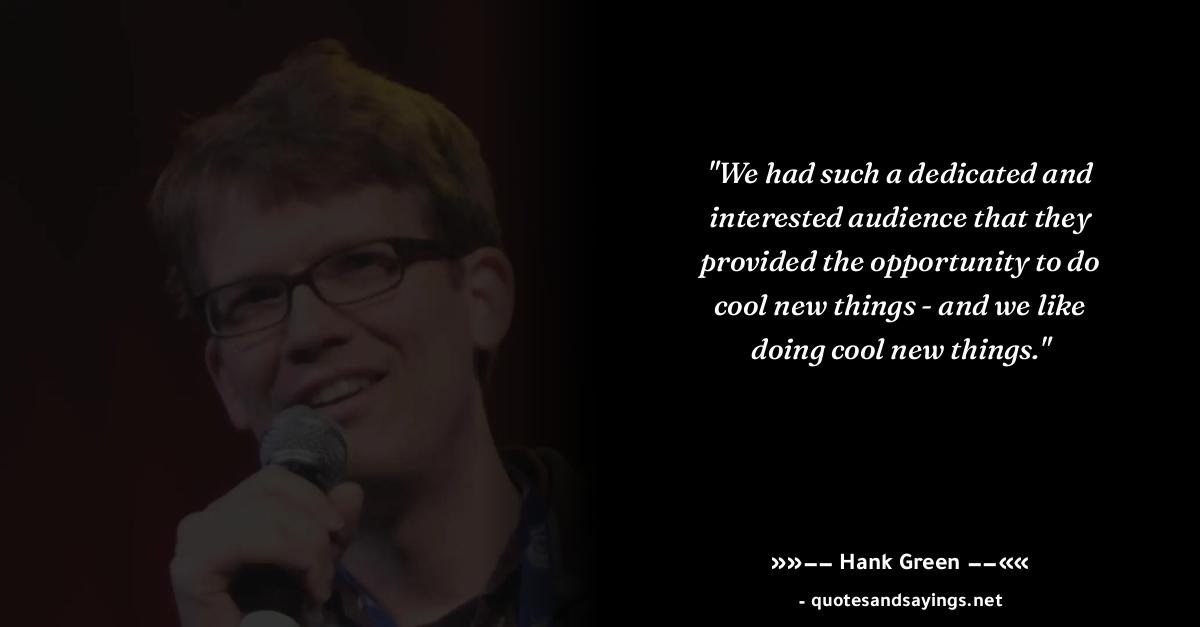 "We had such a dedicated and
interested audience that they
provided the opportunity to do
cool new things - and we like
doing cool new things."
»»—— Hank Green ——««
- quotesandsayings.net